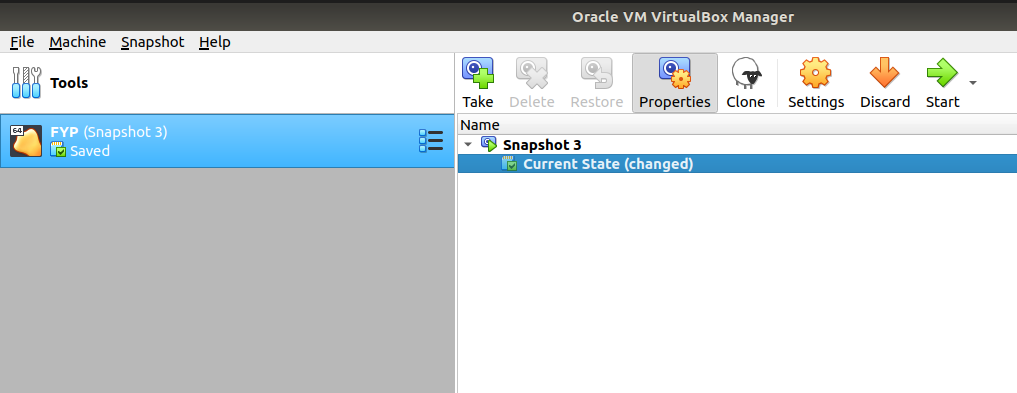 Oracle VM VirtualBox Manager
File Machine Snapshot Help
Tools
Take Delete Restore Properties Clone Settings Discard Start
Name
64 FYP (Snapshot 3)
Saved
Snapshot 3
Current State (changed)